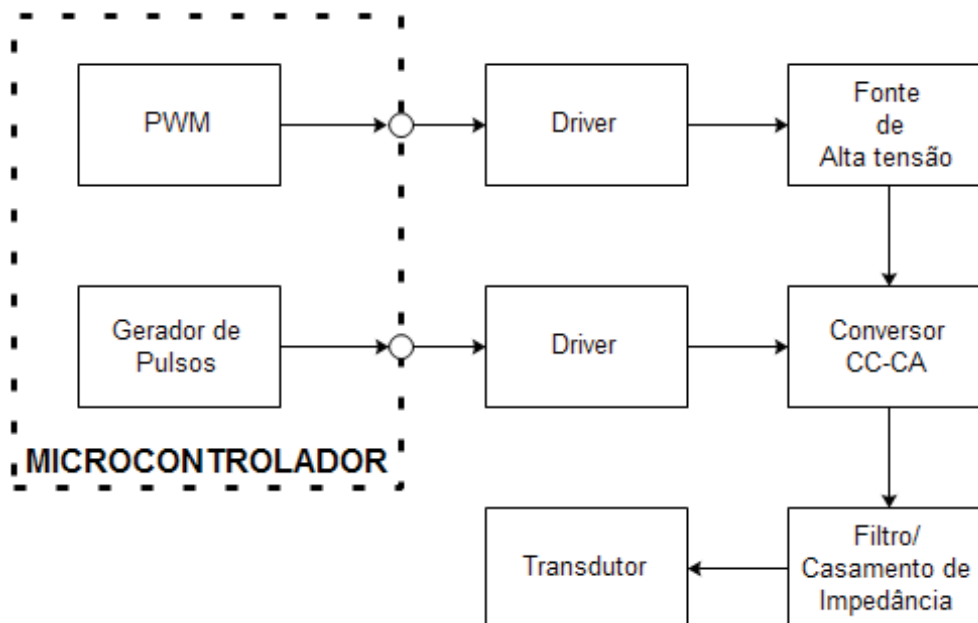 PWM
Driver
Fonte
de
Alta tensão
Gerador de
Pulsos
Driver
Conversor
CC-CA
MICROCONTROLADOR
Transdutor
Filtro/
Casamento de
Impedância